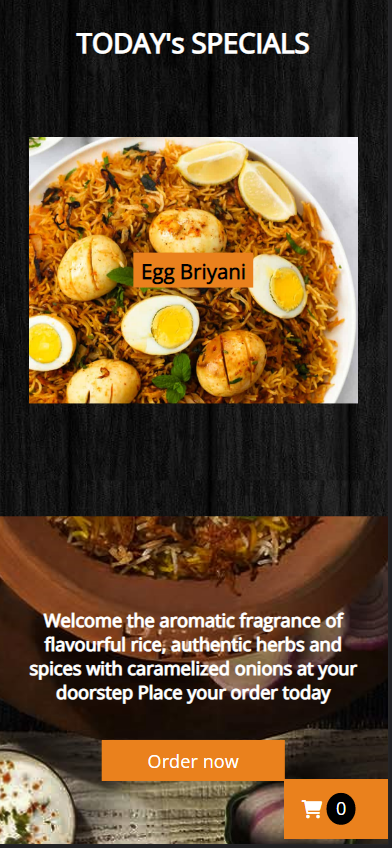 TODAY's SPECIALS
Egg Briyani
Welcome the aromatic fragrance of
flavourful rice, authentic herbs and
spices with caramelized onions at your
doorstep Place your order today
Order now
0